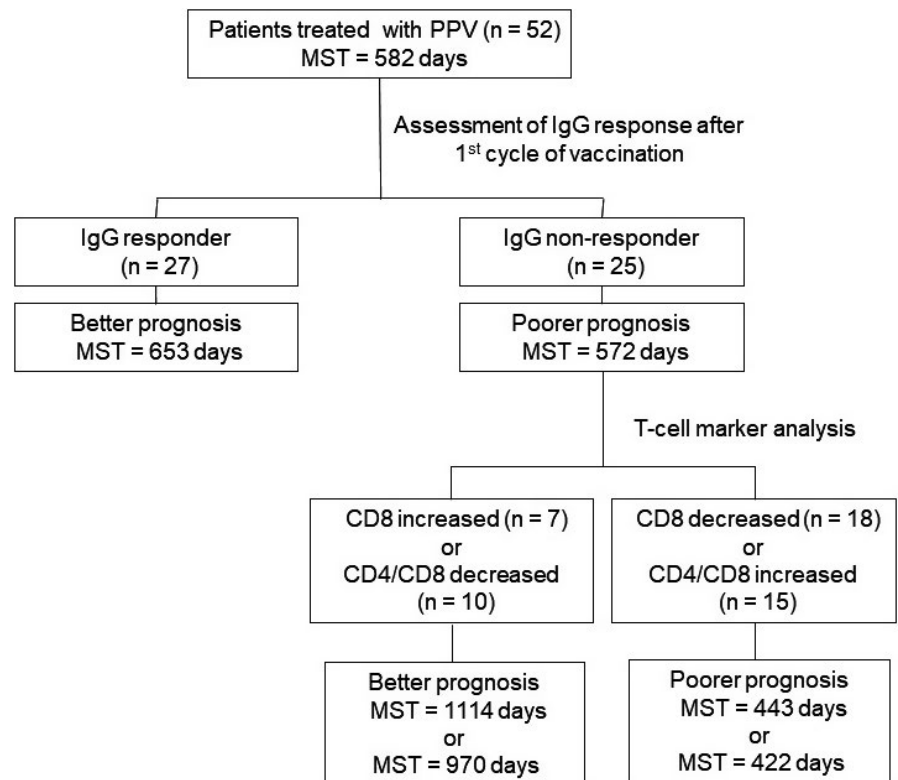 Patients treated with PPV (n = 52)
MST = 582 days
Assessment of IgG response after
1st cycle of vaccination
IgG responder
(n = 27)
IgG non-responder
(n = 25)
Better prognosis
MST = 653 days
Poorer prognosis
MST = 572 days
T-cell marker analysis
CD8 increased (n = 7)
or
CD4/CD8 decreased
(n = 10)
CD8 decreased (n = 18)
or
CD4/CD8 increased
(n = 15)
Better prognosis
MST = 1114 days
or
MST = 970 days
Poorer prognosis
MST = 443 days
or
MST = 422 days